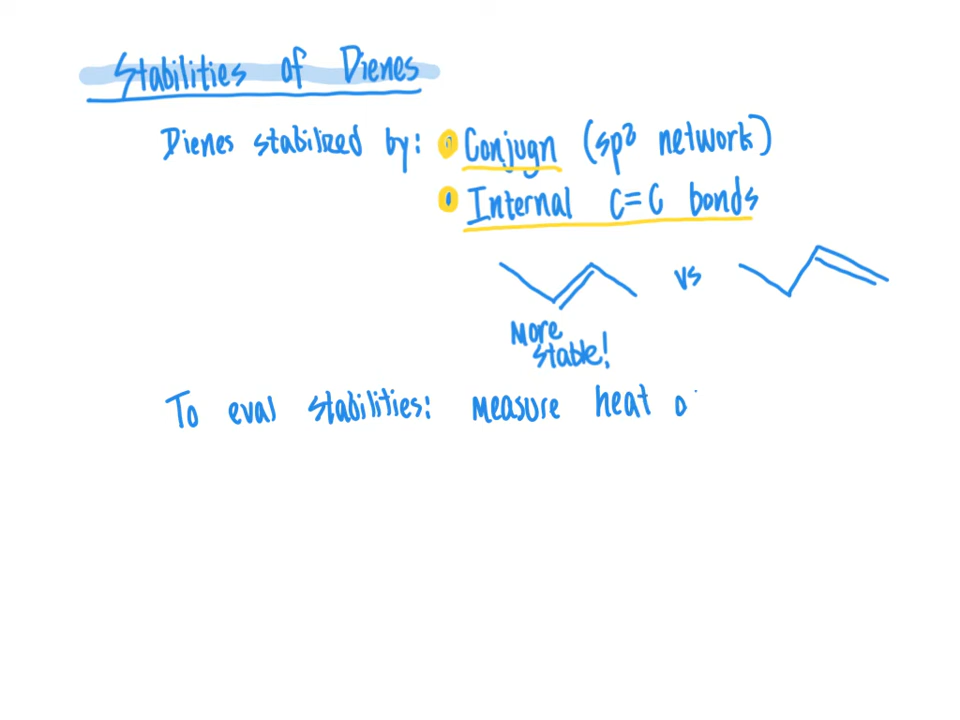 Stabilities of Dienes
Dienes stabilized by: Conjugn (sp² network)
Internal C=C bonds
vs
More
stable!
To eval stabilities: measure heat o